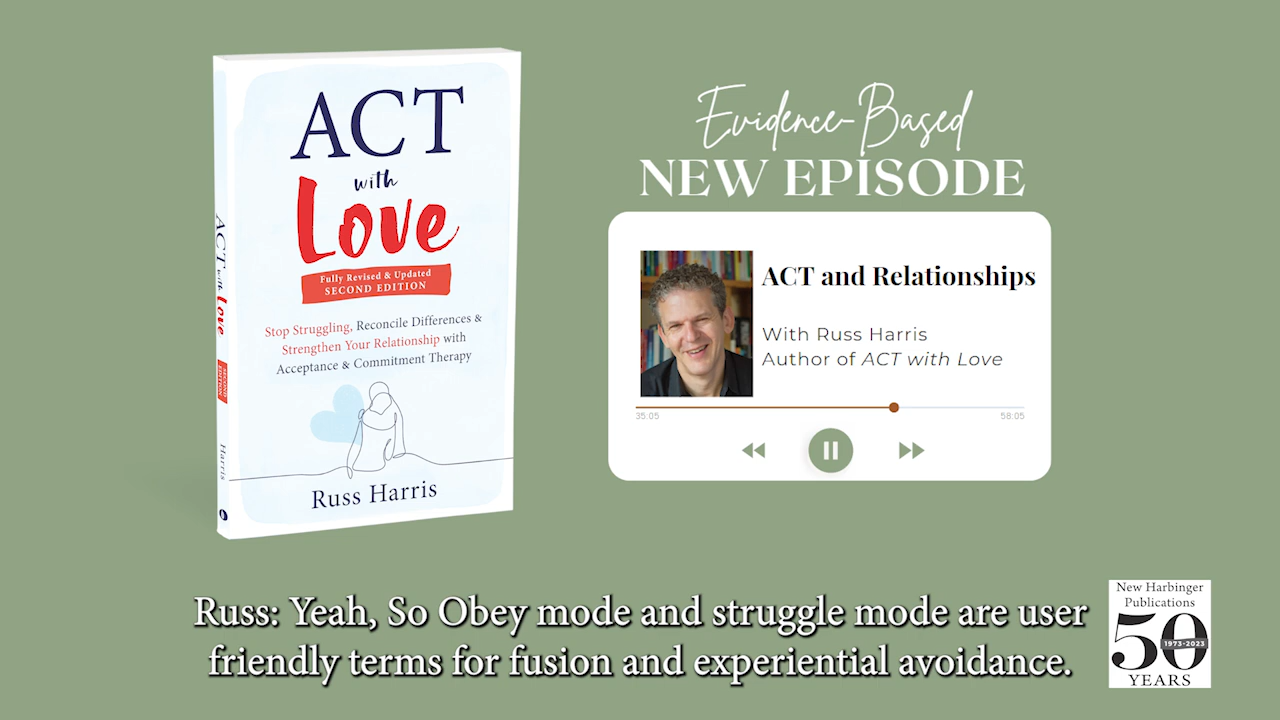 ACT
with
Love
Fully Revised & Updated
SECOND EDITION
Stop Struggling, Reconcile Differences &
Strengthen Your Relationship with
Acceptance & Commitment Therapy
Russ Harris
ACT with Love
SECOND EDITION
Harris
Evidence-Based
NEW EPISODE
ACT and Relationships
With Russ Harris
Author of ACT with Love
35:05
58:05
Russ: Yeah, So Obey mode and struggle mode are user
friendly terms for fusion and experiential avoidance.
New Harbinger
Publications
50
1973-2023
YEARS